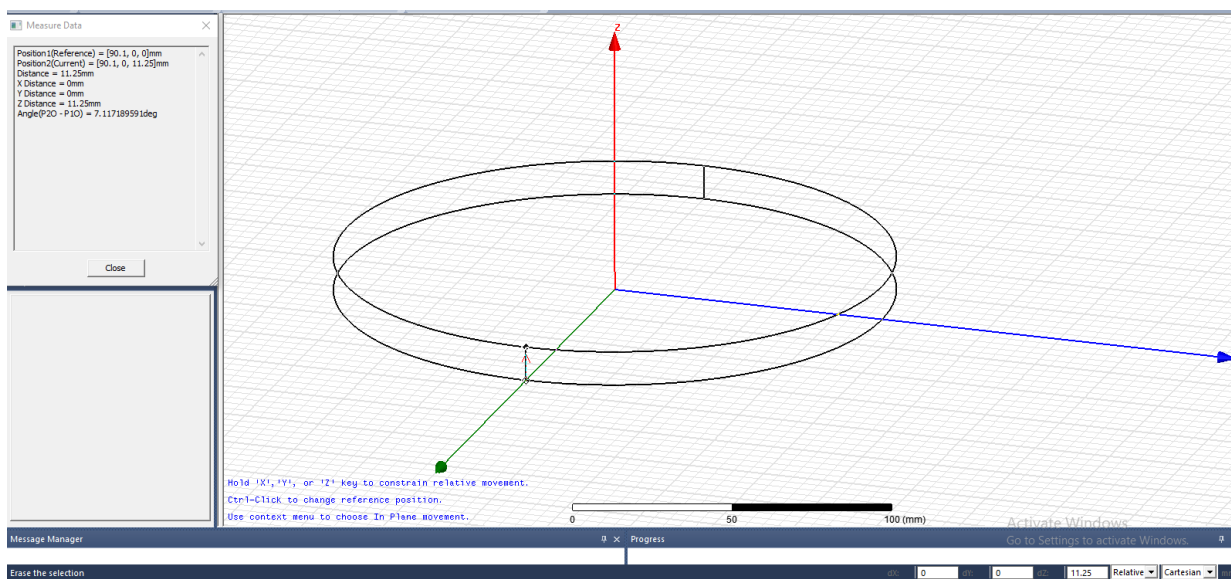 Measure Data
Position1(Reference) = [90.1, 0, 0]mm
Position2(Current) = [90.1, 0, 11.25]mm
Distance = 11.25mm
X Distance = 0mm
Y Distance = 0mm
Z Distance = 11.25mm
Angle(P2O - P1O) = 7.117189591deg
Close
Z
Hold 'X','Y', or 'Z' key to constrain relative movement.
Ctrl-Click to change reference position.
Use context menu to choose In Plane movement.
0 50 100 (mm)
Activate Windows
Go to Settings to activate Windows.
Message Manager
Progress
Erase the selection
dX: 0 dY: 0 dZ: 11.25 Relative Cartesian